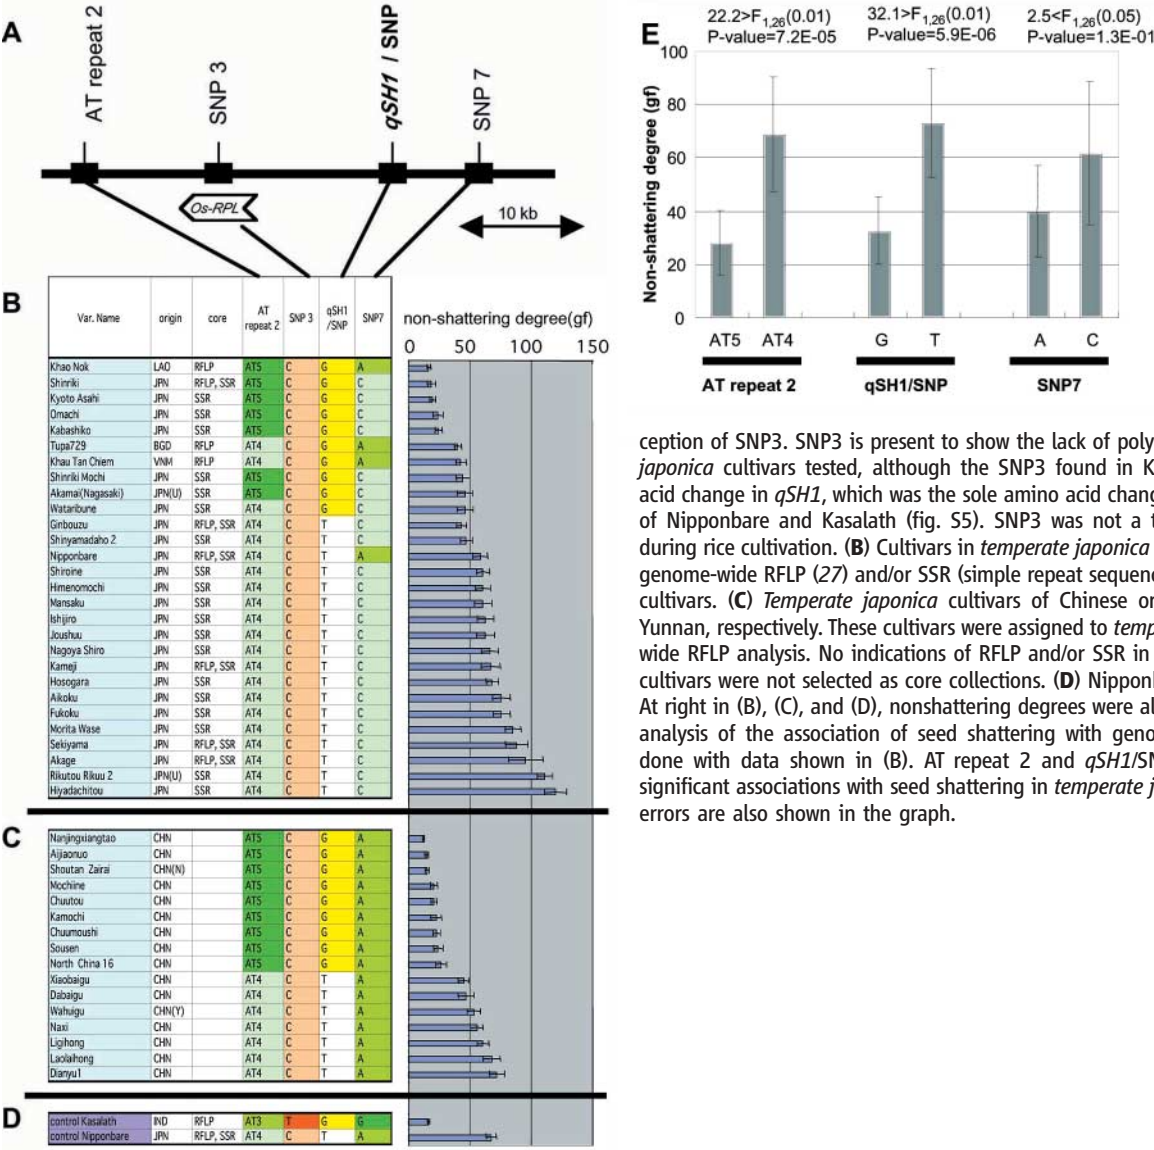 A
AT repeat 2
SNP 3
qSH1 / SNP
SNP 7
Os-RPL
10 kb
B
Var. Name origin core AT repeat 2 SNP 3 qSH1 /SNP SNP7
non-shattering degree(gf)
0 50 100 150
Khao Nok LAO RFLP AT5 C G A
Shinriki JPN RFLP, SSR AT5 C G C
Kyoto Asahi JPN SSR AT5 C G C
Omachi JPN SSR AT5 C G C
Kabashiko JPN SSR AT5 C G C
Tupa729 BGD RFLP AT4 C G A
Khau Tan Chiem VNM RFLP AT4 C G A
Shinriki Mochi JPN SSR AT5 C G C
Akamai(Nagasaki) JPN(U) SSR AT5 C G C
Wataribune JPN SSR AT4 C G C
Ginbouzu JPN RFLP, SSR AT4 C T C
Shinyamadaho 2 JPN SSR AT4 C T C
Nipponbare JPN RFLP, SSR AT4 C T A
Shiroine JPN SSR AT4 C T C
Himenomochi JPN SSR AT4 C T C
Mansaku JPN SSR AT4 C T C
Ishijiro JPN SSR AT4 C T C
Joushuu JPN SSR AT4 C T C
Nagoya Shiro JPN SSR AT4 C T C
Kameji JPN RFLP, SSR AT4 C T C
Hosogara JPN SSR AT4 C T C
Aikoku JPN SSR AT4 C T C
Fukoku JPN SSR AT4 C T C
Morita Wase JPN SSR AT4 C T C
Sekiyama JPN RFLP, SSR AT4 C T C
Akage JPN RFLP, SSR AT4 C T C
Rikutou Rikuu 2 JPN(U) SSR AT4 C T C
Hiyadachitou JPN SSR AT4 C T C
C
Nanjingxiangtao CHN AT5 C G A
Aijiaonuo CHN AT5 C G A
Shoutan Zairai CHN(N) AT5 C G A
Mochiine CHN AT5 C G A
Chuutou CHN AT5 C G A
Kamochi CHN AT5 C G A
Chuumoushi CHN AT5 C G A
Sousen CHN AT5 C G A
North China 16 CHN AT5 C G A
Xiaobaigu CHN AT4 C T A
Dabaigu CHN AT4 C T A
Wahuigu CHN(Y) AT4 C T A
Naxi CHN AT4 C T A
Ligihong CHN AT4 C T A
Laolaihong CHN AT4 C T A
Dianyu1 CHN AT4 C T A
D
control Kasalath IND RFLP AT3 T G G
control Nipponbare JPN RFLP, SSR AT4 C T A
E
22.2>F1,26(0.01) 32.1>F1,26(0.01) 2.5<F1,26(0.05)
P-value=7.2E-05 P-value=5.9E-06 P-value=1.3E-01
Non-shattering degree (gf)
100
80
60
40
20
0
AT5 AT4 G T A C
AT repeat 2 qSH1/SNP SNP7
ception of SNP3. SNP3 is present to show the lack of poly
japonica cultivars tested, although the SNP3 found in K
acid change in qSH1, which was the sole amino acid chang
of Nipponbare and Kasalath (fig. S5). SNP3 was not a t
during rice cultivation. (B) Cultivars in temperate japonica
genome-wide RFLP (27) and/or SSR (simple repeat sequenc
cultivars. (C) Temperate japonica cultivars of Chinese or
Yunnan, respectively. These cultivars were assigned to temp
wide RFLP analysis. No indications of RFLP and/or SSR in
cultivars were not selected as core collections. (D) Nippon
At right in (B), (C), and (D), nonshattering degrees were al
analysis of the association of seed shattering with geno
done with data shown in (B). AT repeat 2 and qSH1/SN
significant associations with seed shattering in temperate j
errors are also shown in the graph.